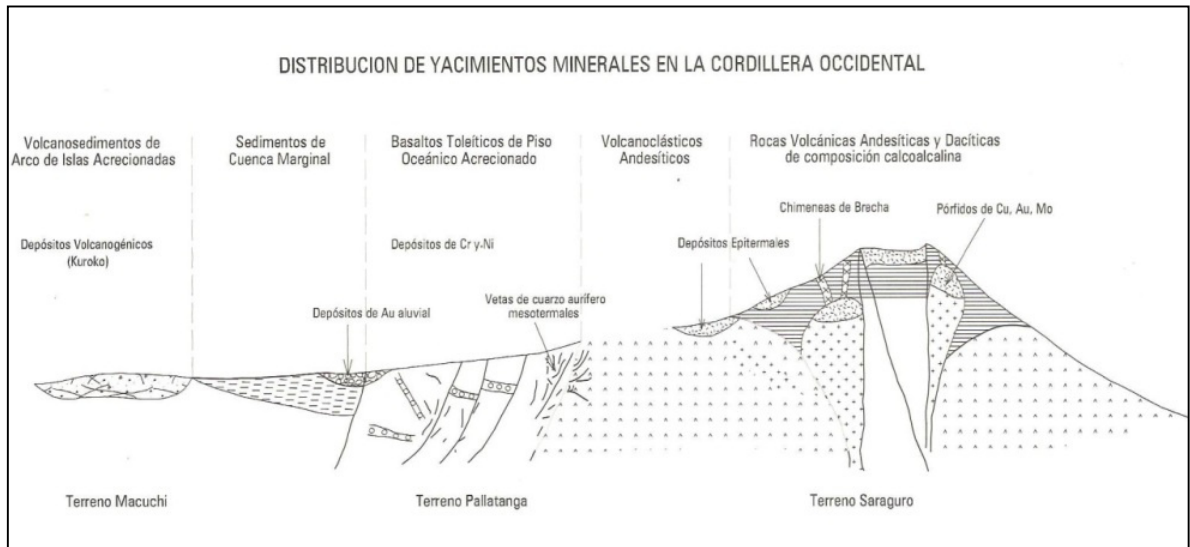 DISTRIBUCION DE YACIMIENTOS MINERALES EN LA CORDILLERA OCCIDENTAL
Volcanosedimentos de
Arco de Islas Acrecionadas
Sedimentos de
Cuenca Marginal
Basaltos Toleíticos de Piso
Oceánico Acrecionado
Volcanoclásticos
Andesíticos
Rocas Volcánicas Andesíticas y Dacíticas
de composición calcoalcalina
Chimeneas de Brecha
Pórfidos de Cu, Au, Mo
Depósitos Volcanogénicos
(Kuroko)
Depósitos de Cr y-Ni
Depósitos Epitermales
Depósitos de Au aluvial
Vetas de cuarzo aurífero
mesotermales
Terreno Macuchi
Terreno Pallatanga
Terreno Saraguro